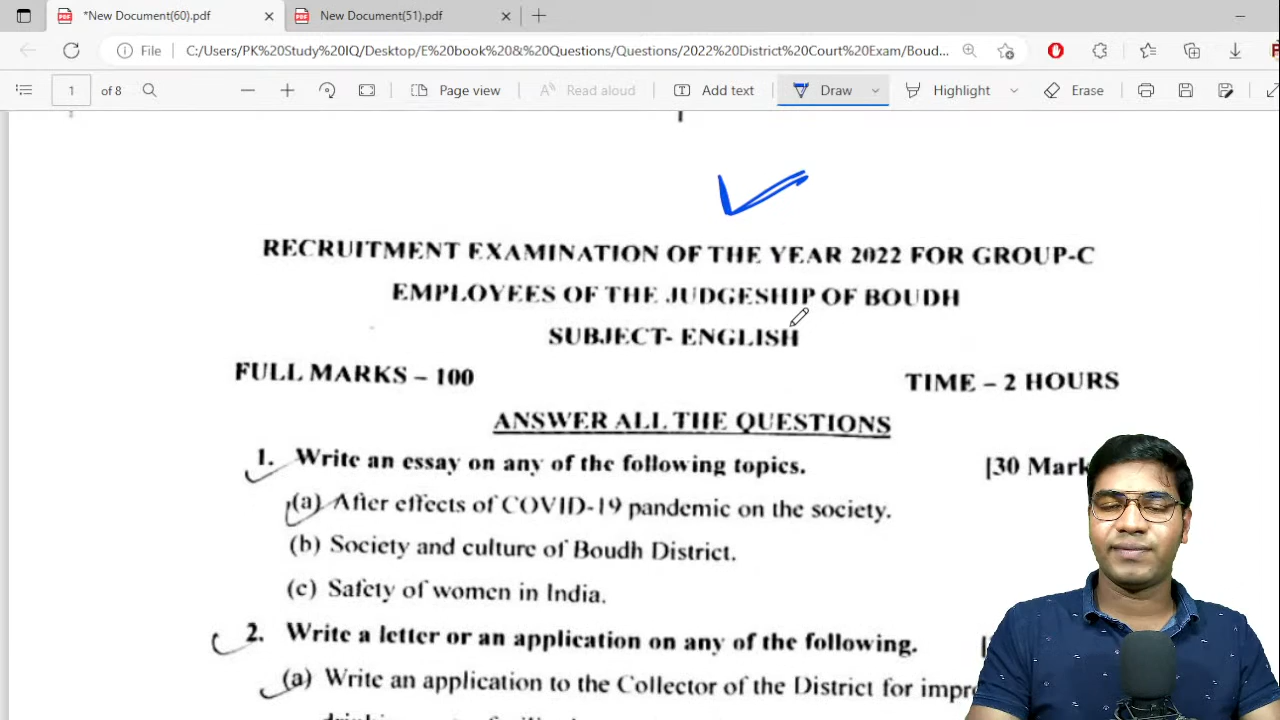 *New Document(60).pdf
New Document(51).pdf
File
C:/Users/PK%20Study%20IQ/Desktop/E%20book%20&%20Questions/Questions/2022%20District%20Court%20Exam/Boud...
1
8
Page view
Read aloud
Add text
Draw
Highlight
Erase
RECRUITMENT EXAMINATION OF THE YEAR 2022 FOR GROUP-C
EMPLOYEES OF THE JUDGESHIP OF BOUDH
SUBJECT- ENGLISH
FULL MARKS – 100
TIME – 2 HOURS
ANSWER ALL THE QUESTIONS
1. Write an essay on any of the following topics.
[30 Mark
(a) After effects of COVID-19 pandemic on the society.
(b) Society and culture of Boudh District.
(c) Safety of women in India.
2. Write a letter or an application on any of the following.
(a) Write an application to the Collector of the District for impro